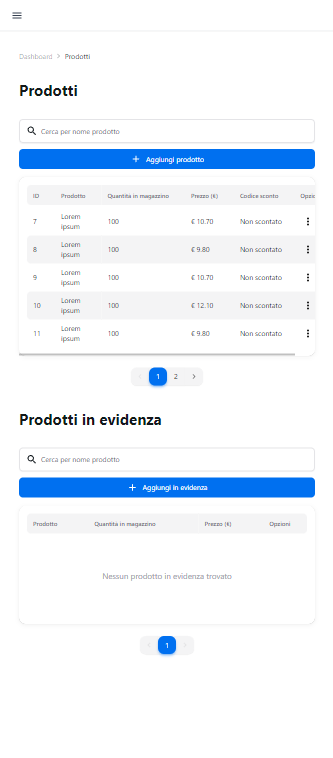 Dashboard > Prodotti
Prodotti
Cerca per nome prodotto
+ Aggiungi prodotto
ID Prodotto Quantità in magazzino Prezzo (€) Codice sconto Opzio
7 Lorem ipsum 100 € 10.70 Non scontato
8 Lorem ipsum 100 € 9.80 Non scontato
9 Lorem ipsum 100 € 10.70 Non scontato
10 Lorem ipsum 100 € 12.10 Non scontato
11 Lorem ipsum 100 € 9.80 Non scontato
< 1 2 >
Prodotti in evidenza
Cerca per nome prodotto
+ Aggiungi in evidenza
Prodotto Quantità in magazzino Prezzo (€) Opzioni
Nessun prodotto in evidenza trovato
< 1 >